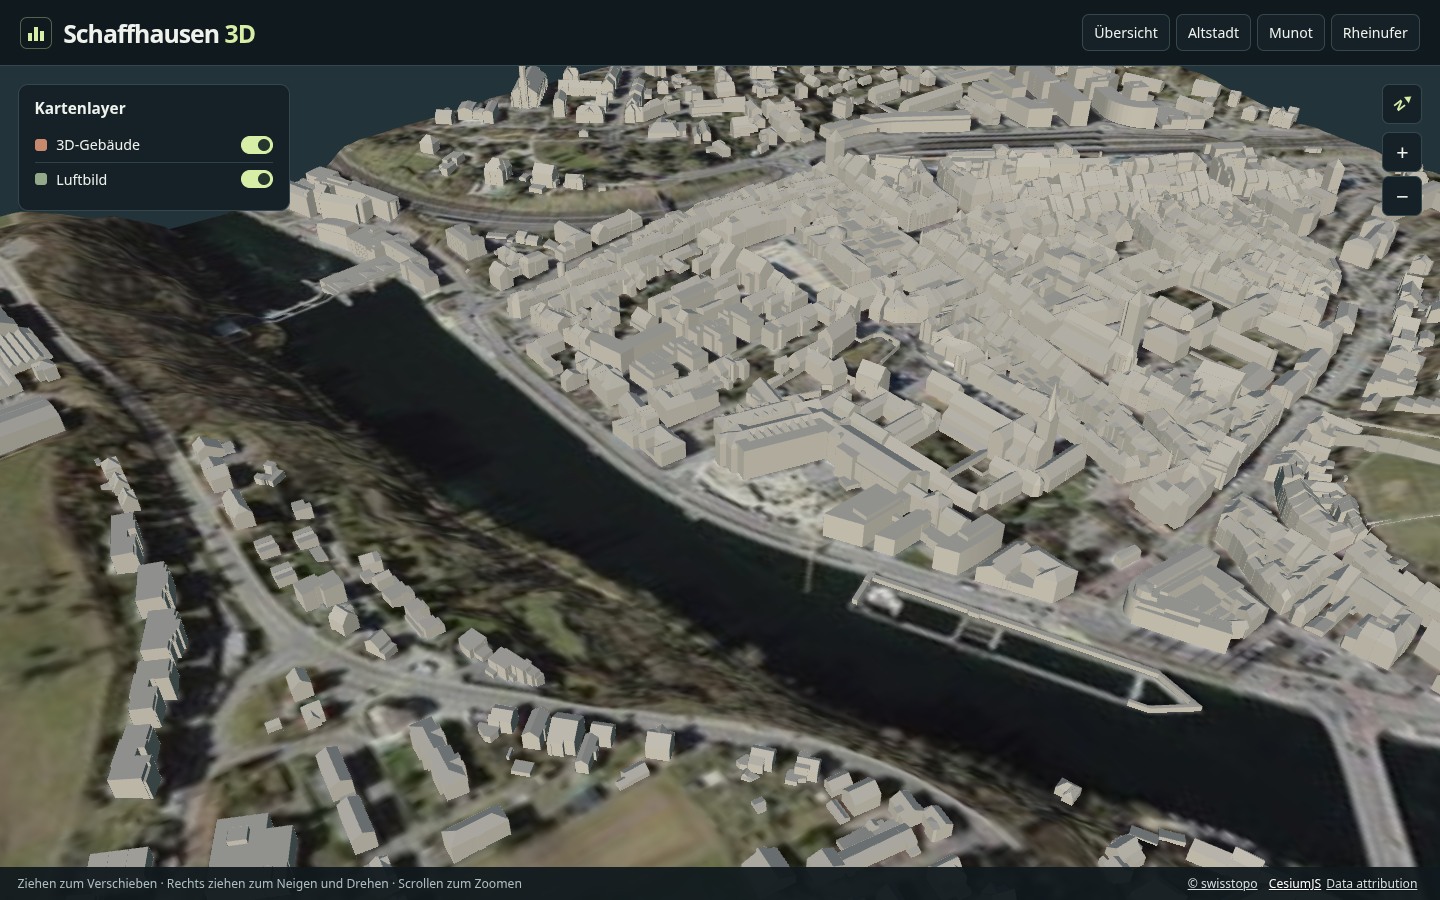 Schaffhausen 3D
Übersicht
Altstadt
Munot
Rheinufer
Kartenlayer
3D-Gebäude
Luftbild
N
+
−
Ziehen zum Verschieben · Rechts ziehen zum Neigen und Drehen · Scrollen zum Zoomen
© swisstopo CesiumJS Data attribution